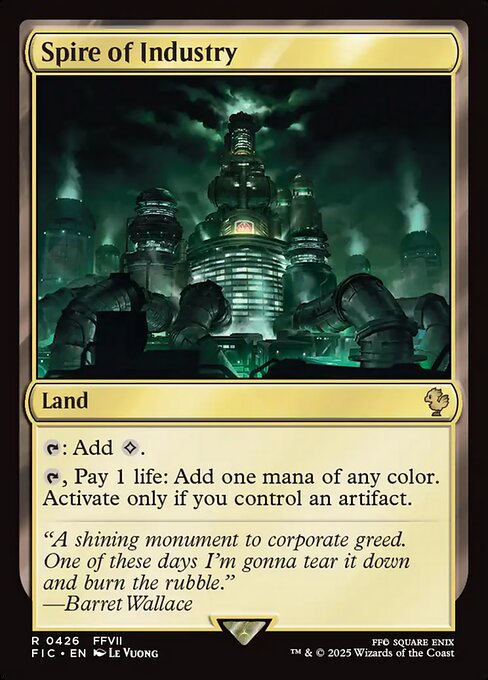 Spire of Industry
Land
: Add .
, Pay 1 life: Add one mana of any color.
Activate only if you control an artifact.
“A shining monument to corporate greed.
One of these days I’m gonna tear it down
and burn the rubble.”
—Barret Wallace
R 0426 FFVII
FIC • EN Le Vuong
FF© SQUARE ENIX
™ & © 2025 Wizards of the Coast